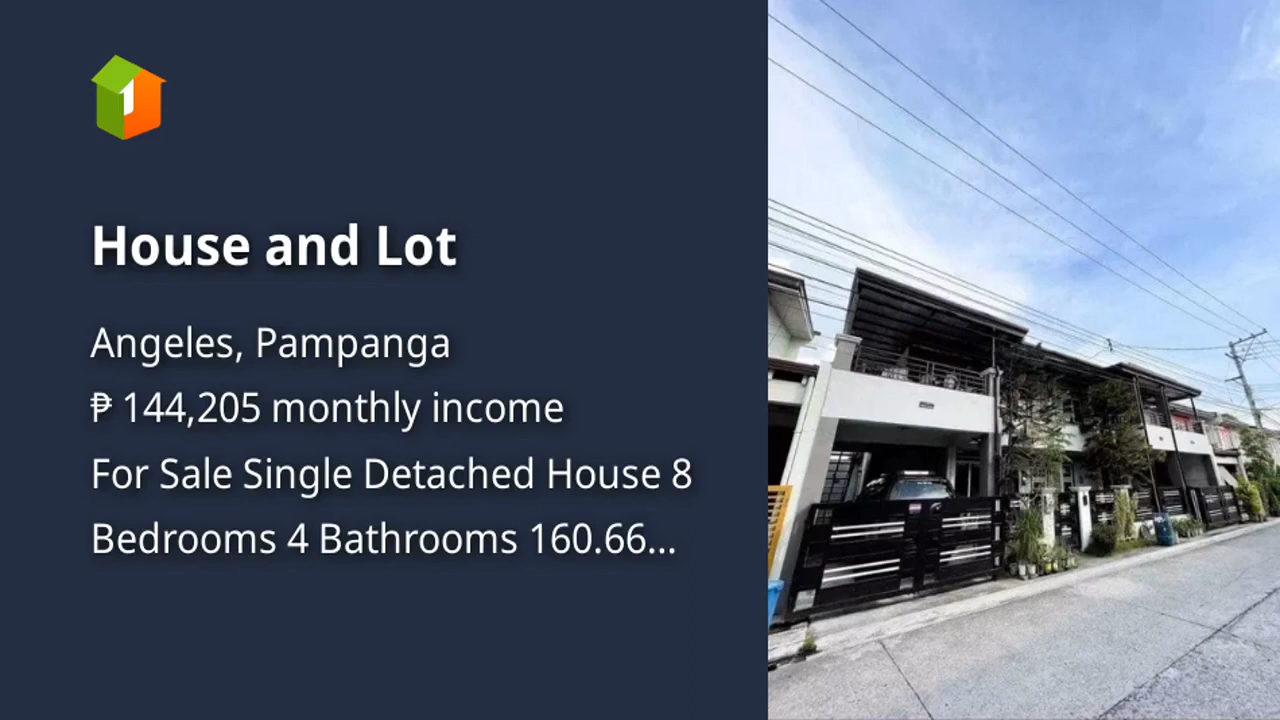 House and Lot
Angeles, Pampanga
₱ 144,205 monthly income
For Sale Single Detached House 8
Bedrooms 4 Bathrooms 160.66...